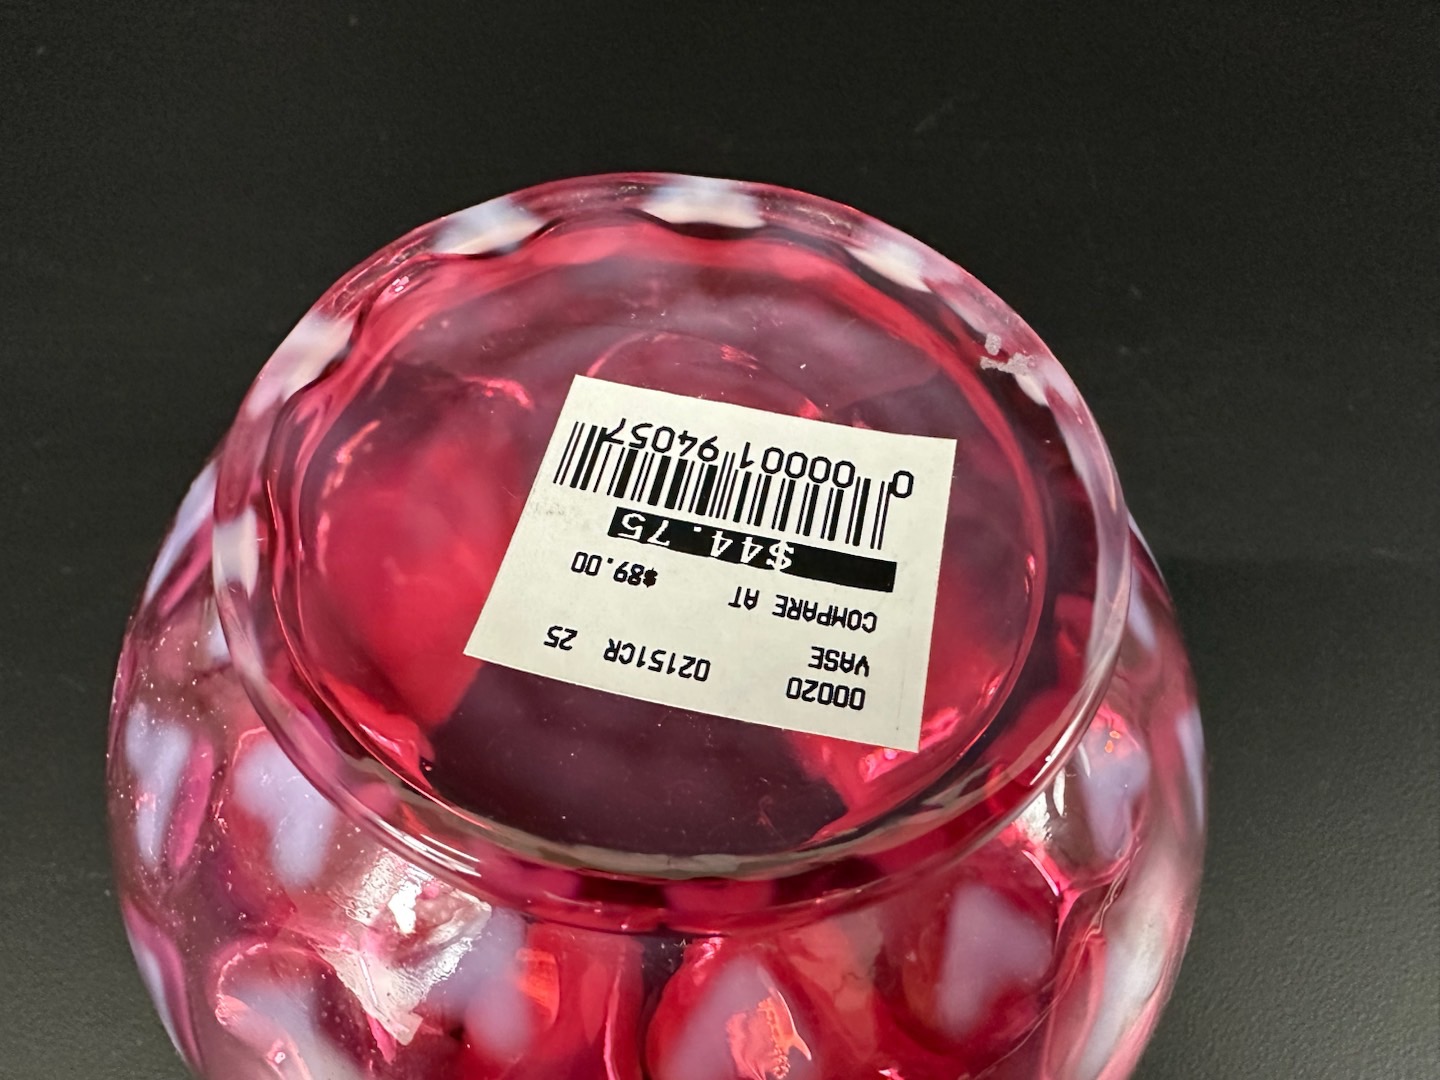 00020 02151CR 25
VASE
COMPARE AT $89.00
$44.75
0 00001 94057